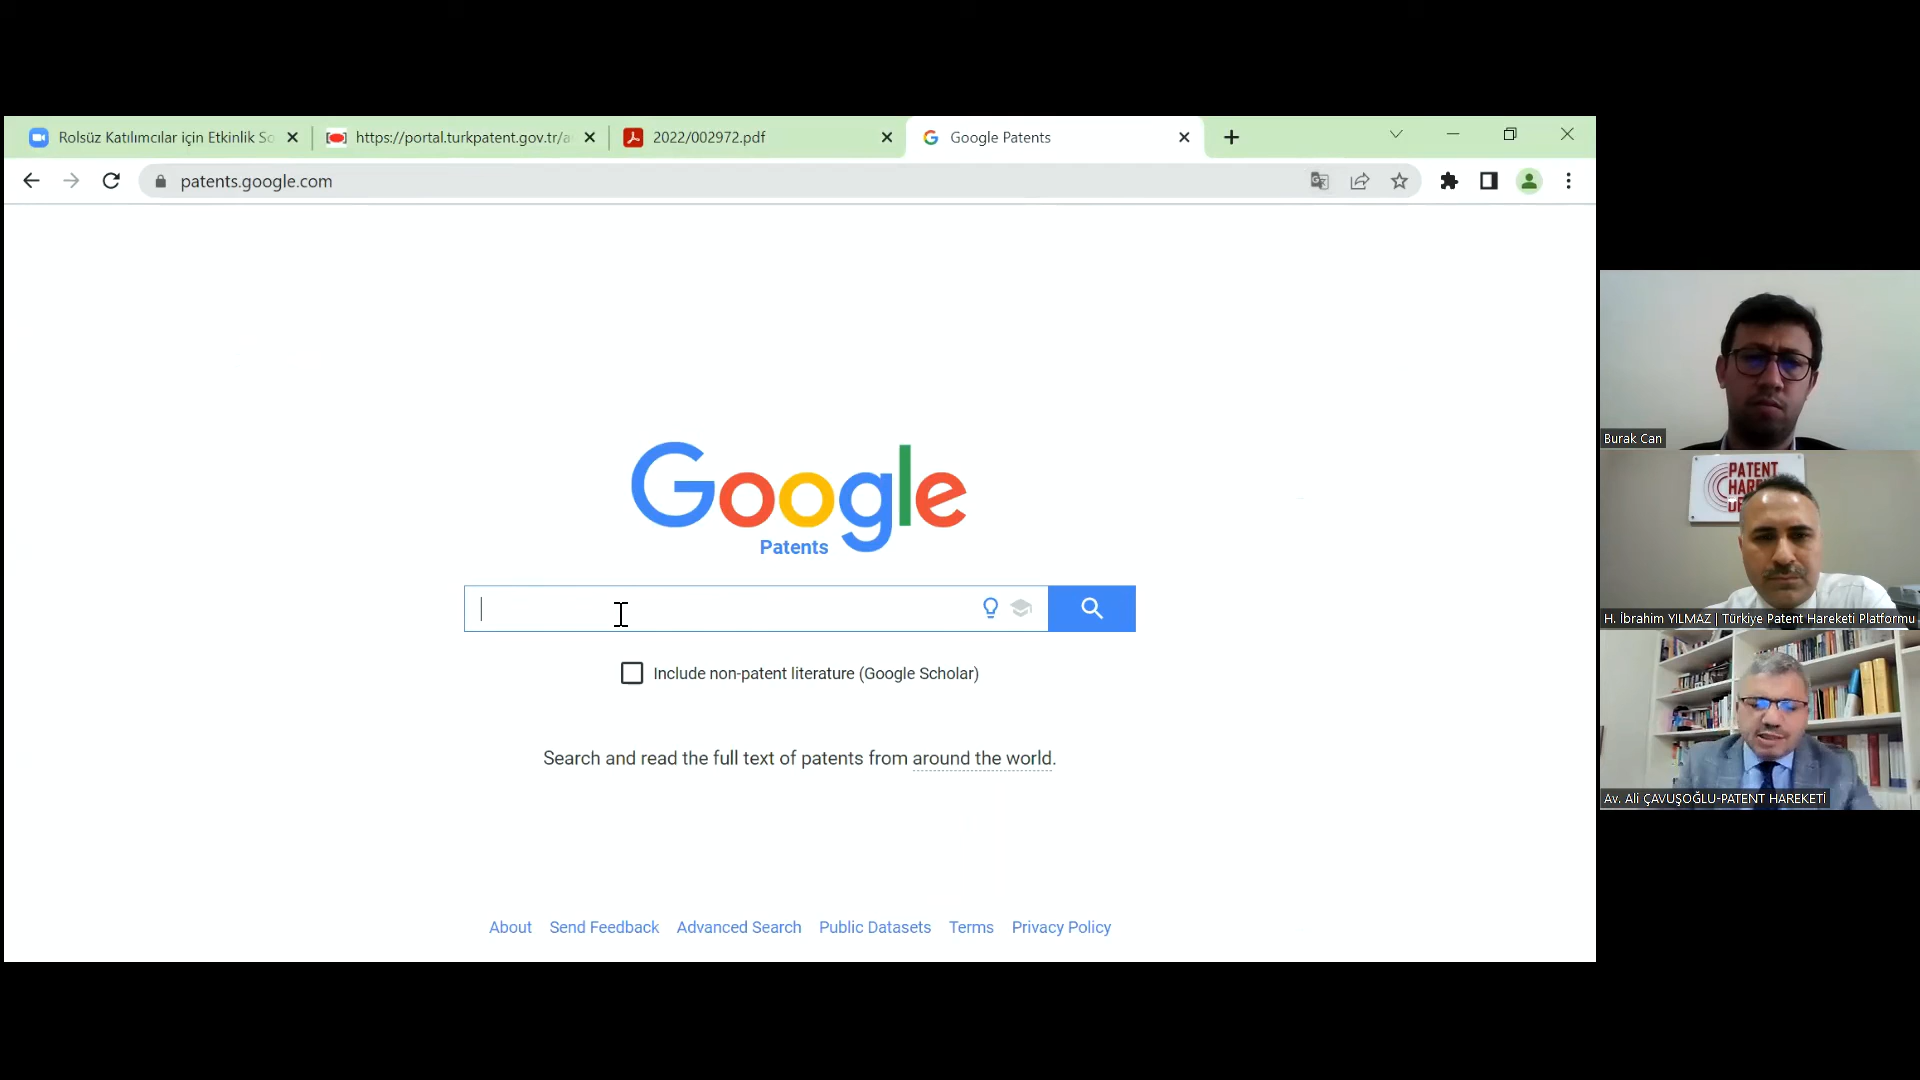 Rolsüz Katılımcılar için Etkinlik So
https://portal.turkpatent.gov.tr/a
2022/002972.pdf
Google Patents
patents.google.com
Google
Patents
Include non-patent literature (Google Scholar)
Search and read the full text of patents from around the world.
About Send Feedback Advanced Search Public Datasets Terms Privacy Policy
Burak Can
PATENT
H. İbrahim YILMAZ | Türkiye Patent Hareketi Platformu
Av. Ali ÇAVUŞOĞLU-PATENT HAREKETİ